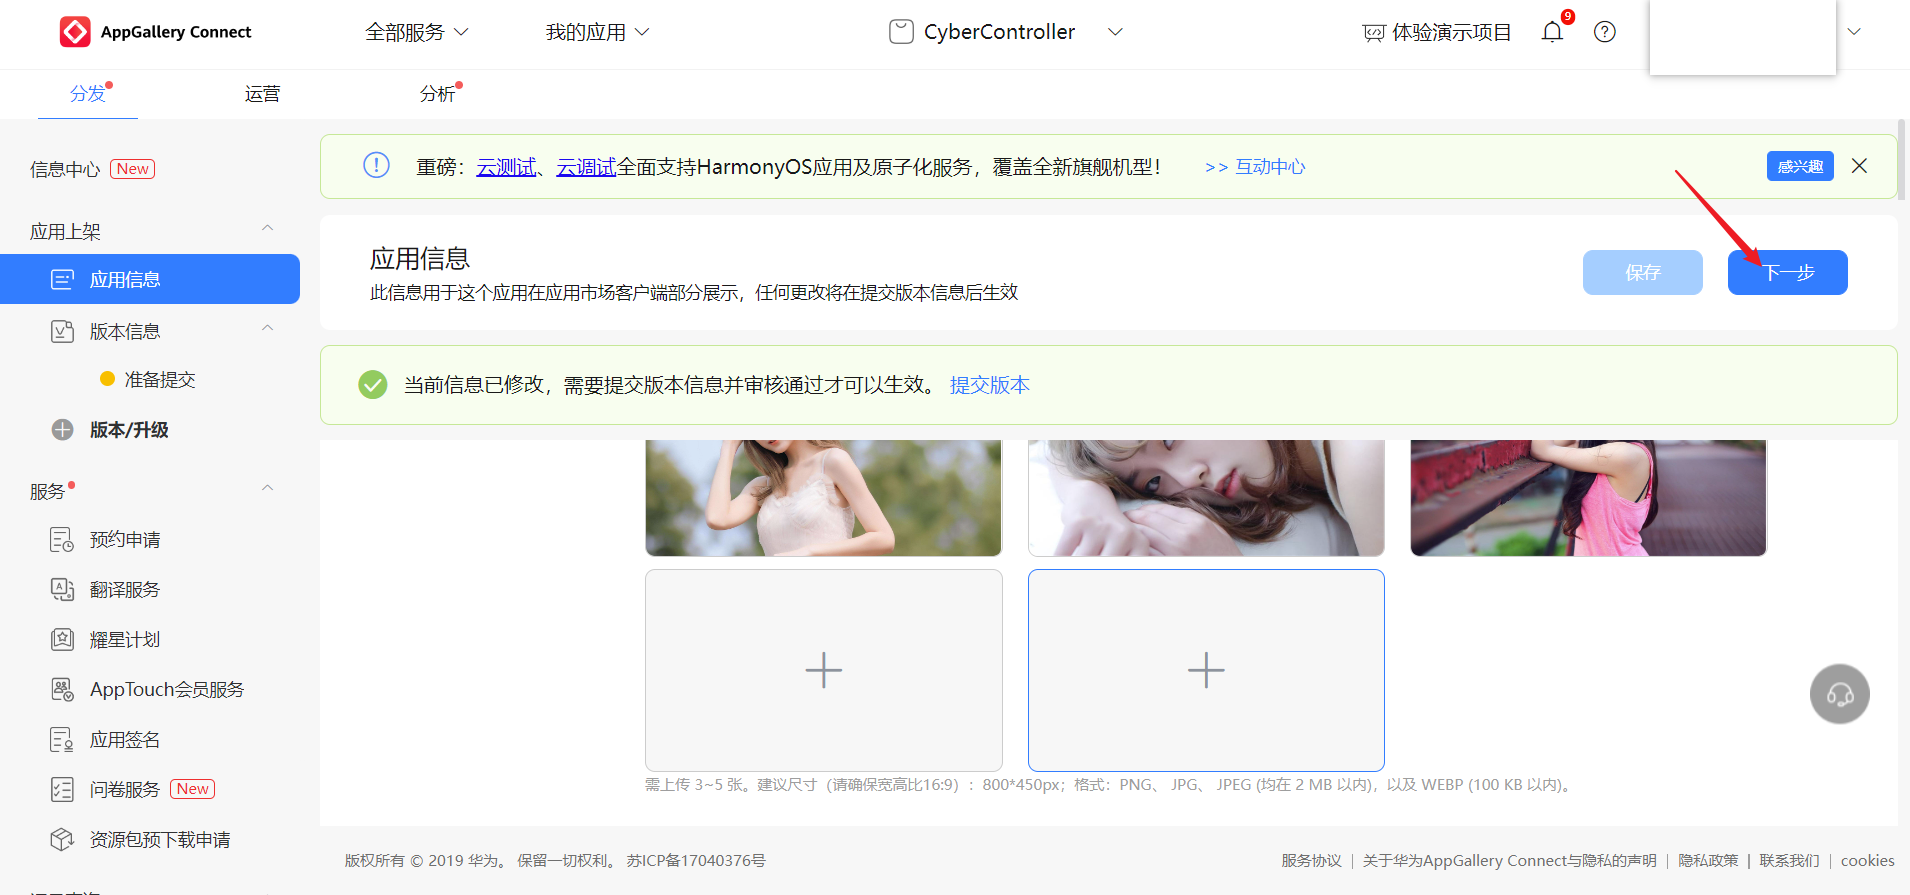 AppGallery Connect
全部服务
我的应用
CyberController
体验演示项目
9
分发
运营
分析
信息中心 New
重磅：云测试、云调试全面支持HarmonyOS应用及原子化服务，覆盖全新旗舰机型！ >> 互动中心
感兴趣
应用上架
应用信息
版本信息
准备提交
版本/升级
服务
预约申请
翻译服务
耀星计划
AppTouch会员服务
应用签名
问卷服务 New
资源包预下载申请
应用信息
此信息用于这个应用在应用市场客户端部分展示，任何更改将在提交版本信息后生效
保存
下一步
当前信息已修改，需要提交版本信息并审核通过才可以生效。 提交版本
需上传 3~5 张。建议尺寸（请确保宽高比16:9）：800*450px；格式：PNG、JPG、JPEG (均在 2 MB 以内)，以及 WEBP (100 KB 以内)。
版权所有 © 2019 华为。 保留一切权利。 苏ICP备17040376号
服务协议 | 关于华为AppGallery Connect与隐私的声明 | 隐私政策 | 联系我们 | cookies